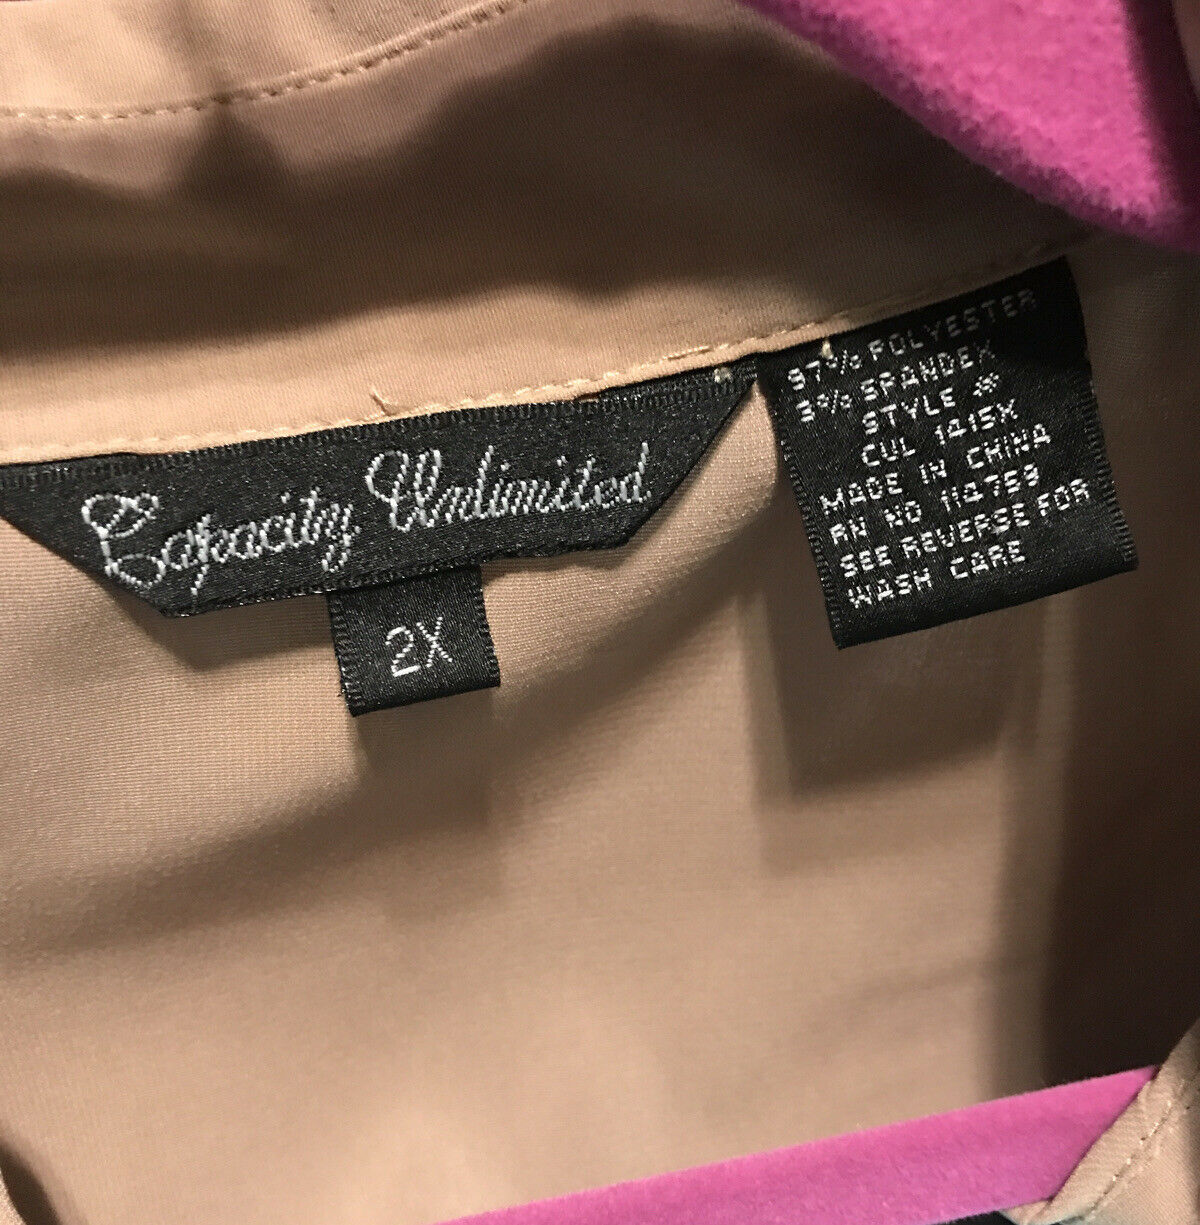 Capacity Unlimited
2X
97% POLYESTER
3% SPANDEX
STYLE #
CUL 1415X
MADE IN CHINA
RN NO 114759
SEE REVERSE FOR
WASH CARE